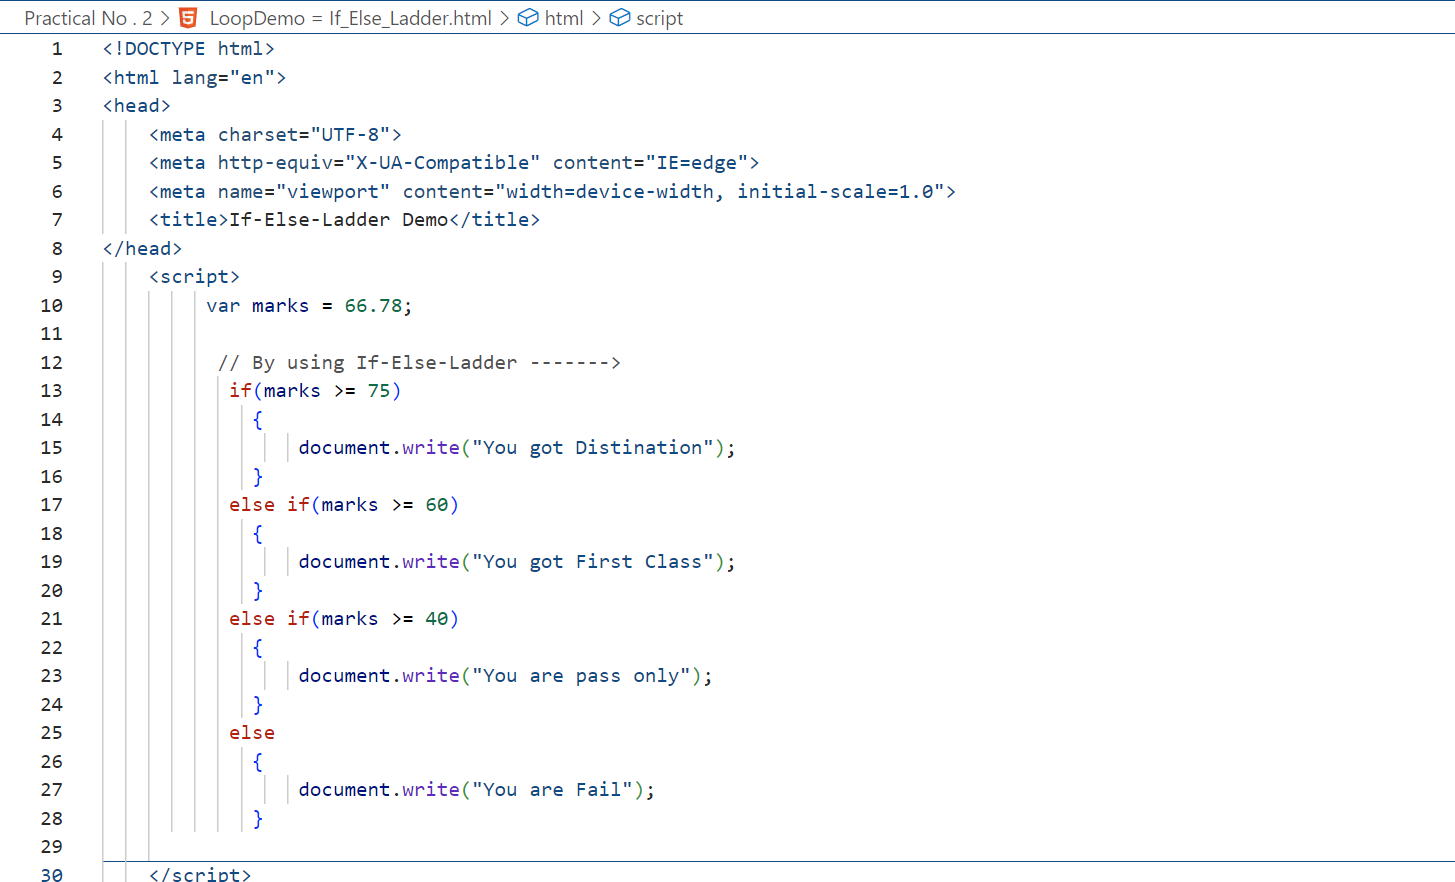 Practical No . 2 > LoopDemo = If_Else_Ladder.html > html > script
1 <!DOCTYPE html>
2 <html lang="en">
3 <head>
4 <meta charset="UTF-8">
5 <meta http-equiv="X-UA-Compatible" content="IE=edge">
6 <meta name="viewport" content="width=device-width, initial-scale=1.0">
7 <title>If-Else-Ladder Demo</title>
8 </head>
9 <script>
10 var marks = 66.78;
11
12 // By using If-Else-Ladder ------->
13 if(marks >= 75)
14 {
15 document.write("You got Distination");
16 }
17 else if(marks >= 60)
18 {
19 document.write("You got First Class");
20 }
21 else if(marks >= 40)
22 {
23 document.write("You are pass only");
24 }
25 else
26 {
27 document.write("You are Fail");
28 }
29
30 </script>